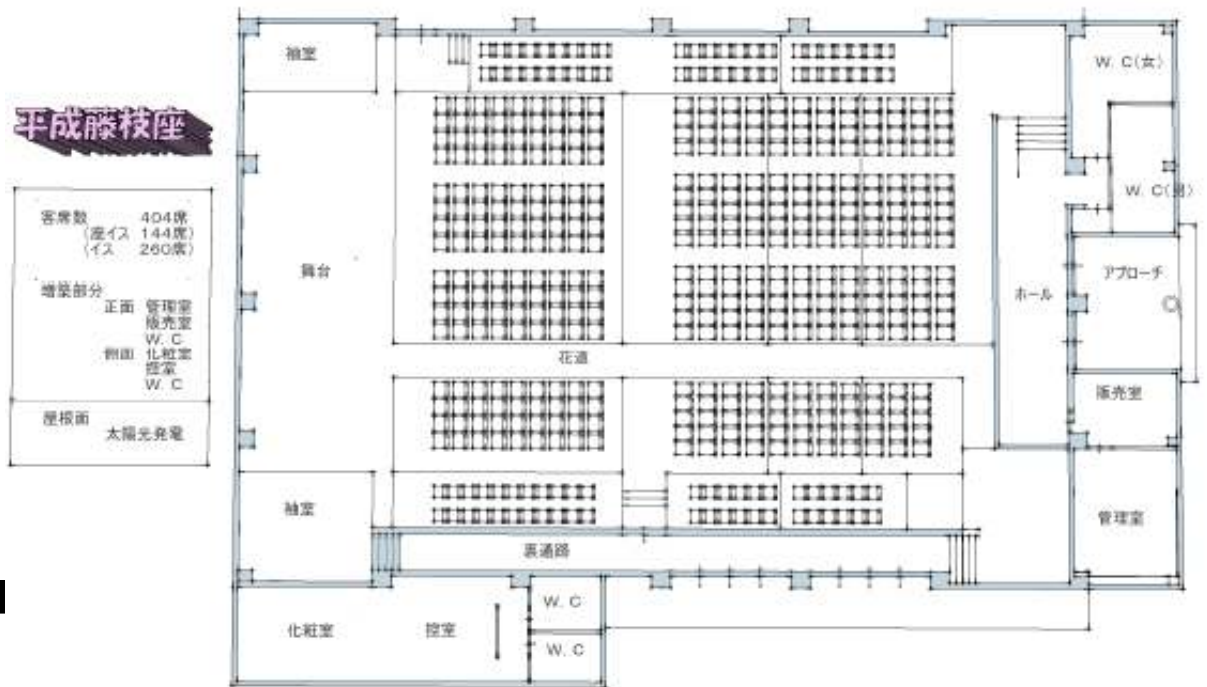 平成藤枝座
客席数 404席
(座イス 144席)
(イス 260席)
増築部分
正面 管理室
販売室
W.C
側面 化粧室
控室
W.C
屋根面
太陽光発電
袖室
W.C(女)
W.C(男)
舞台
ホール
アプローチ
花道
販売室
袖室
管理室
裏通路
化粧室
控室
W.C
W.C